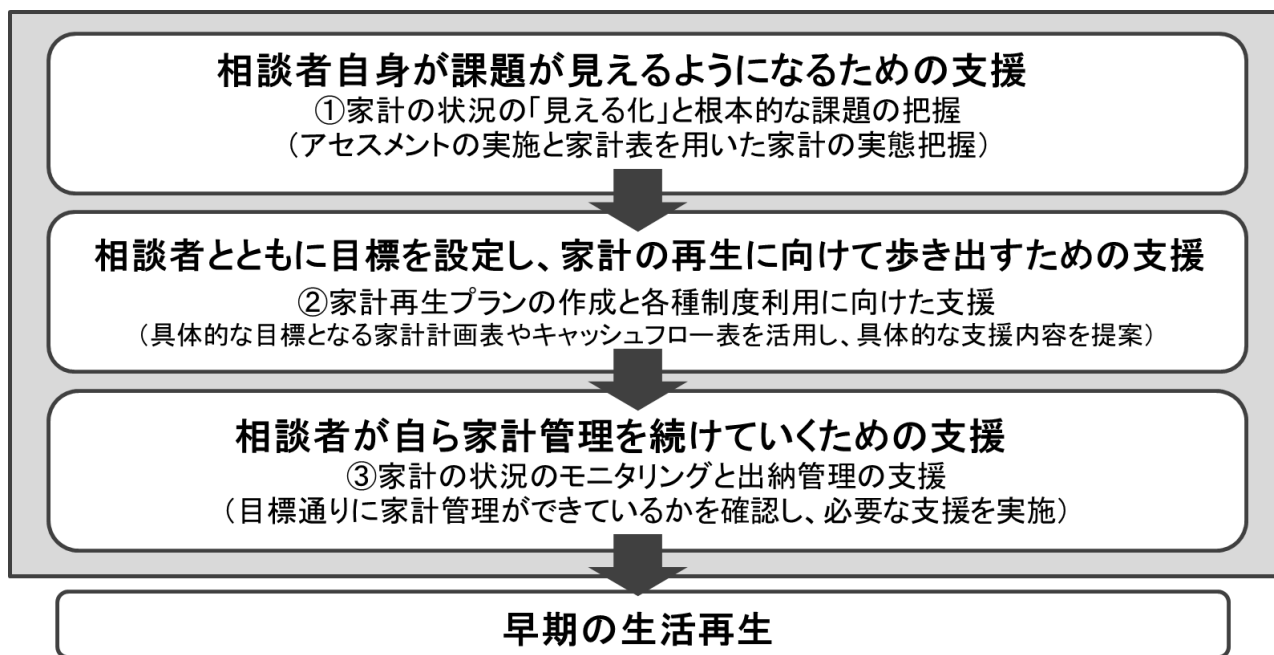 相談者自身が課題が見えるようになるための支援
①家計の状況の「見える化」と根本的な課題の把握
（アセスメントの実施と家計表を用いた家計の実態把握）
相談者とともに目標を設定し、家計の再生に向けて歩き出すための支援
②家計再生プランの作成と各種制度利用に向けた支援
（具体的な目標となる家計計画表やキャッシュフロー表を活用し、具体的な支援内容を提案）
相談者が自ら家計管理を続けていくための支援
③家計の状況のモニタリングと出納管理の支援
（目標通りに家計管理ができているかを確認し、必要な支援を実施）
早期の生活再生